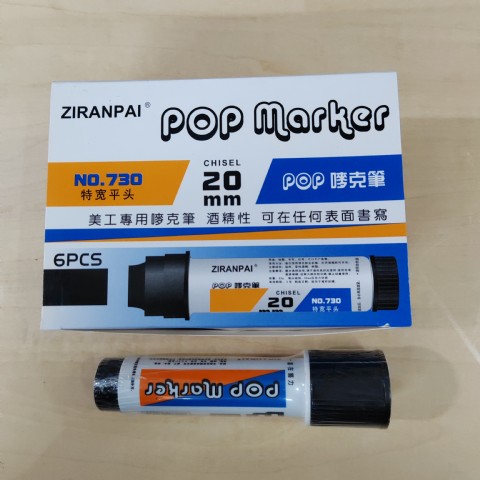 ZIRANPAI®
POP Marker
NO.730
特宽平头
CHISEL
20
mm
POP 嘜克筆
美工專用嘜克筆 酒精性 可在任何表面書寫
6PCS
ZIRANPAI®
POP 嘜克筆
CHISEL
20
mm
NO.730
特宽平头
POP Marker